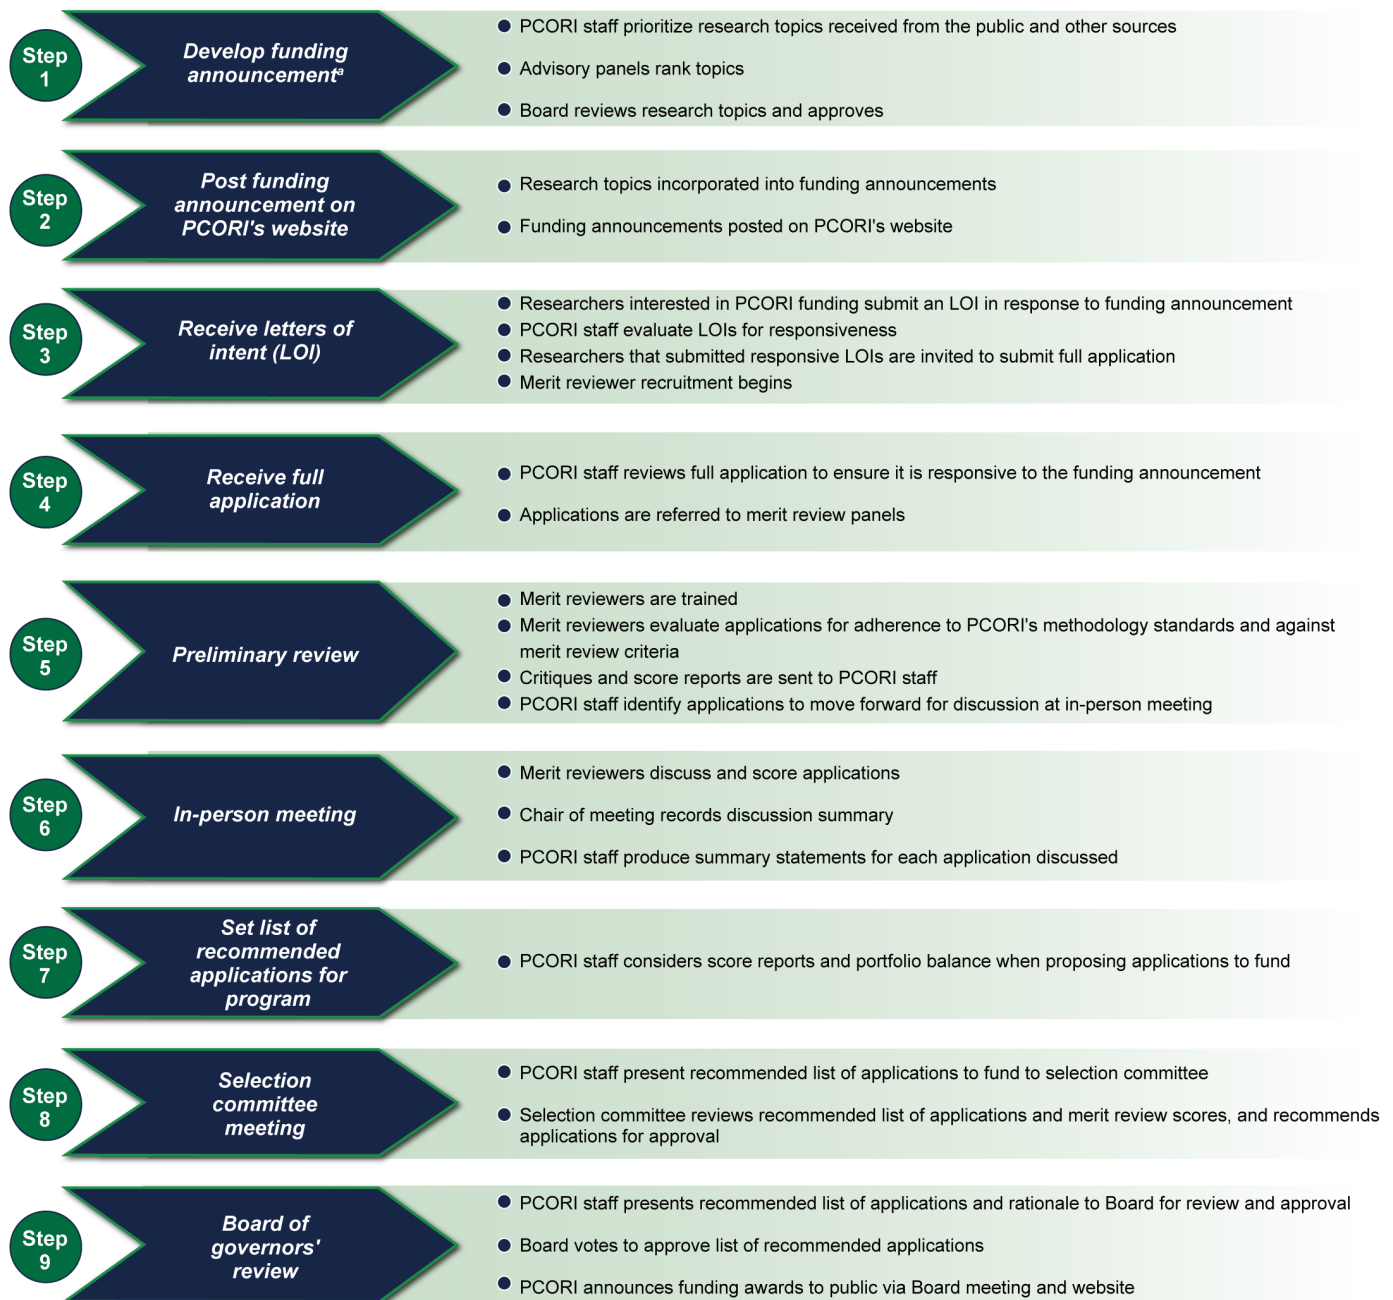 Step
1
Develop funding
announcementa
PCORI staff prioritize research topics received from the public and other sources
Advisory panels rank topics
Board reviews research topics and approves
Step
2
Post funding
announcement on
PCORI's website
Research topics incorporated into funding announcements
Funding announcements posted on PCORI's website
Step
3
Receive letters of
intent (LOI)
Researchers interested in PCORI funding submit an LOI in response to funding announcement
PCORI staff evaluate LOIs for responsiveness
Researchers that submitted responsive LOIs are invited to submit full application
Merit reviewer recruitment begins
Step
4
Receive full
application
PCORI staff reviews full application to ensure it is responsive to the funding announcement
Applications are referred to merit review panels
Step
5
Preliminary review
Merit reviewers are trained
Merit reviewers evaluate applications for adherence to PCORI's methodology standards and against
merit review criteria
Critiques and score reports are sent to PCORI staff
PCORI staff identify applications to move forward for discussion at in-person meeting
Step
6
In-person meeting
Merit reviewers discuss and score applications
Chair of meeting records discussion summary
PCORI staff produce summary statements for each application discussed
Step
7
Set list of
recommended
applications for
program
PCORI staff considers score reports and portfolio balance when proposing applications to fund
Step
8
Selection
committee
meeting
PCORI staff present recommended list of applications to fund to selection committee
Selection committee reviews recommended list of applications and merit review scores, and recommends
applications for approval
Step
9
Board of
governors'
review
PCORI staff presents recommended list of applications and rationale to Board for review and approval
Board votes to approve list of recommended applications
PCORI announces funding awards to public via Board meeting and website